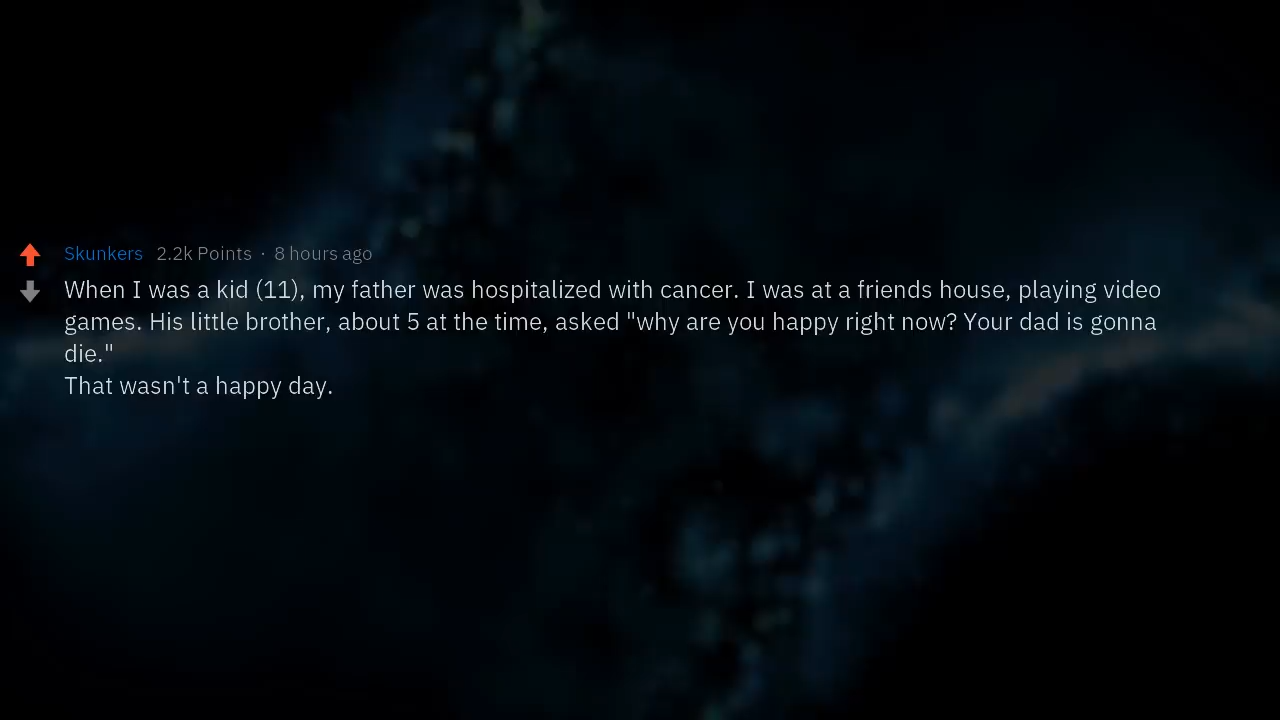 Skunkers 2.2k Points · 8 hours ago
When I was a kid (11), my father was hospitalized with cancer. I was at a friends house, playing video
games. His little brother, about 5 at the time, asked "why are you happy right now? Your dad is gonna
die."
That wasn't a happy day.